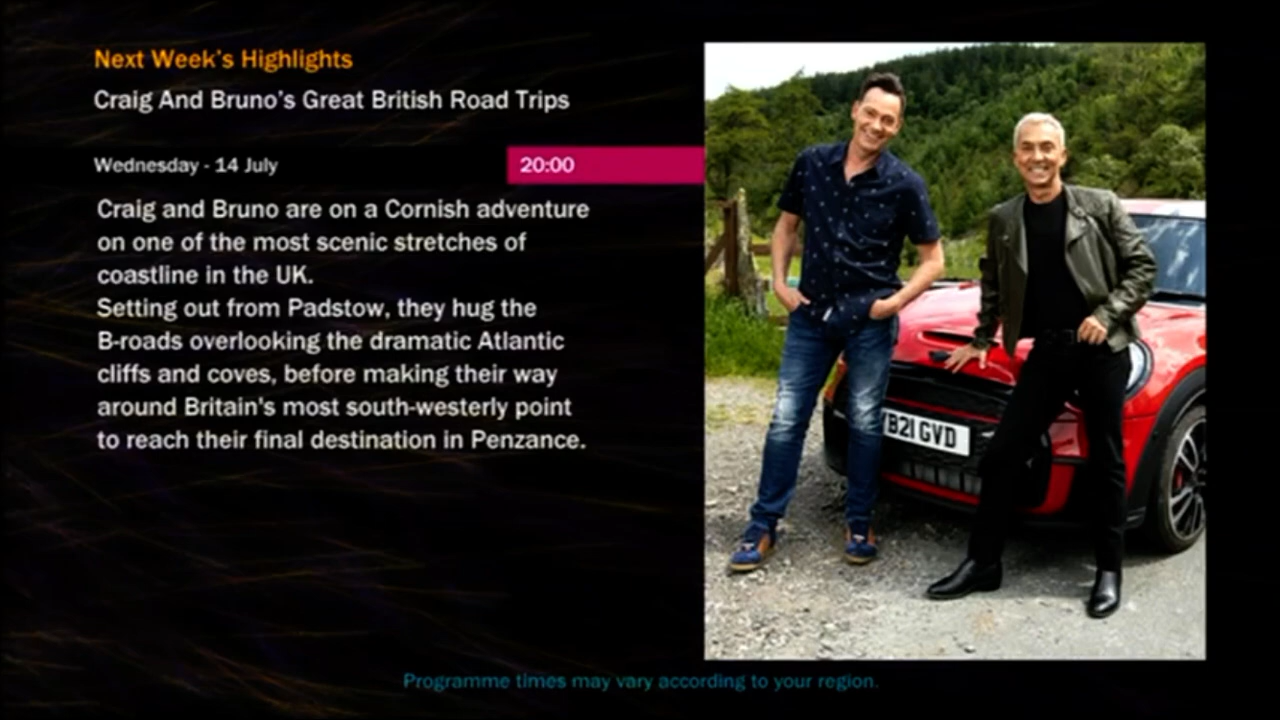 Next Week's Highlights
Craig And Bruno's Great British Road Trips
Wednesday - 14 July
20:00
Craig and Bruno are on a Cornish adventure
on one of the most scenic stretches of
coastline in the UK.
Setting out from Padstow, they hug the
B-roads overlooking the dramatic Atlantic
cliffs and coves, before making their way
around Britain's most south-westerly point
to reach their final destination in Penzance.
YB21 GVD
Programme times may vary according to your region.